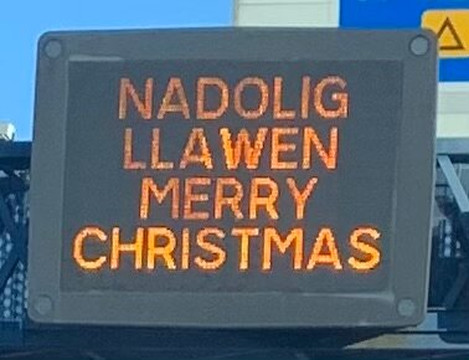 NADOLIG
LLAWEN
MERRY
CHRISTMAS